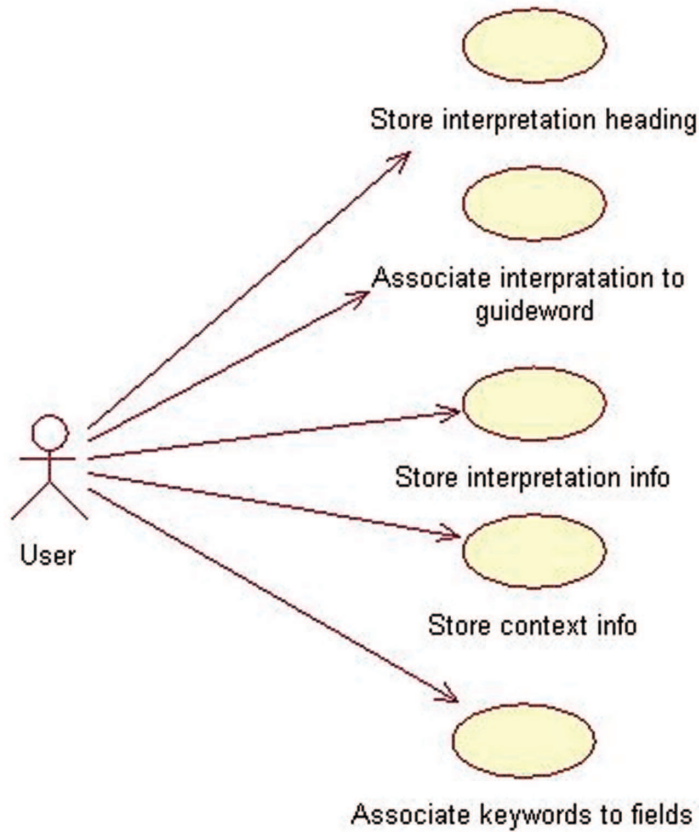 Store interpretation heading
Associate interpratation to
guideword
Store interpretation info
User
Store context info
Associate keywords to fields